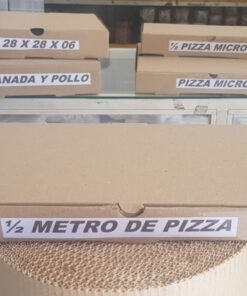 28 X 28 X 06
½ PIZZA MICRO
ANADA Y POLLO
PIZZA MICRO
½ METRO DE PIZZA